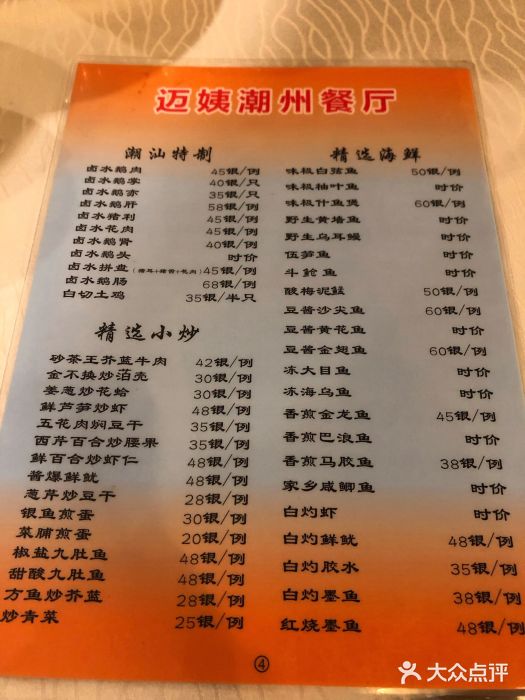 迈姨潮州餐厅
潮汕特制
卤水鹅肉 45银/例
卤水鹅掌 40银/只
卤水鹅亦 35银/只
卤水鹅肝 58银/例
卤水猪利 45银/例
卤水花肉 45银/例
卤水鹅肾 40银/例
卤水鹅头 时价
卤水拼盘(猪耳+猪舌+花肉) 45银/例
卤水鹅肠 68银/例
白切土鸡 35银/半只
精选小炒
砂茶王芥蓝牛肉 42银/例
金不换炒泊壳 30银/例
姜葱炒花蛤 30银/例
鲜芦笋炒虾 48银/例
五花肉焖豆干 35银/例
西芹百合炒腰果 35银/例
鲜百合炒虾仁 48银/例
酱爆鲜鱿 48银/例
葱芹炒豆干 28银/例
银鱼煎蛋 30银/例
菜脯煎蛋 20银/例
椒盐九肚鱼 48银/例
甜酸九肚鱼 48银/例
方鱼炒芥蓝 28银/例
炒青菜 25银/例
精选海鲜
味极白弦鱼 50银/例
味极柚叶鱼 时价
味极什鱼煲 60银/例
野生黄墙鱼 时价
野生乌耳鳗 时价
伍笋鱼 时价
斗鲳鱼 时价
酸梅泥鯭 50银/例
豆酱沙尖鱼 60银/例
豆酱黄花鱼 时价
豆酱金翅鱼 60银/例
冻大目鱼 时价
冻海乌鱼 时价
香煎金龙鱼 45银/例
香煎巴浪鱼 时价
香煎马胶鱼 38银/例
家乡咸鲫鱼 时价
白灼虾 时价
白灼鲜鱿 48银/例
白灼胶水 35银/例
白灼墨鱼 38银/例
红烧墨鱼 48银/例
④
大众点评